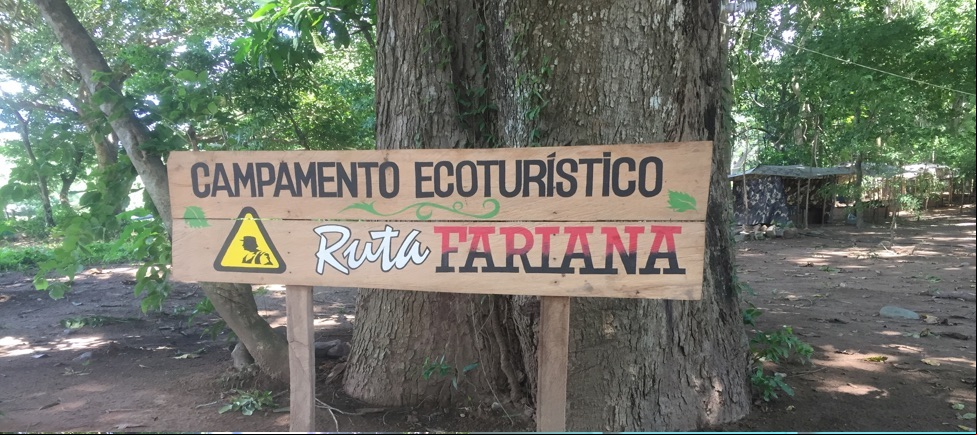 CAMPAMENTO ECOTURÍSTiCO
Ruta FARIANA